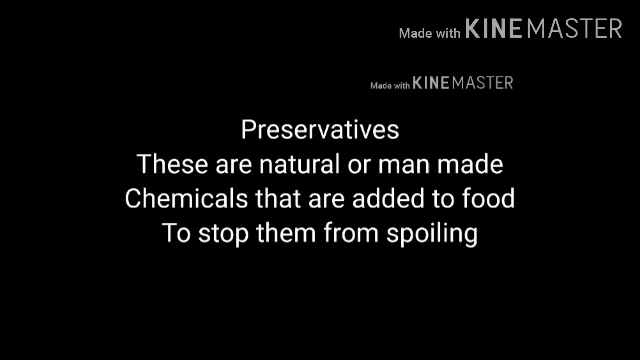 Made with KINEMASTER
Made with KINEMASTER
Preservatives
These are natural or man made
Chemicals that are added to food
To stop them from spoiling